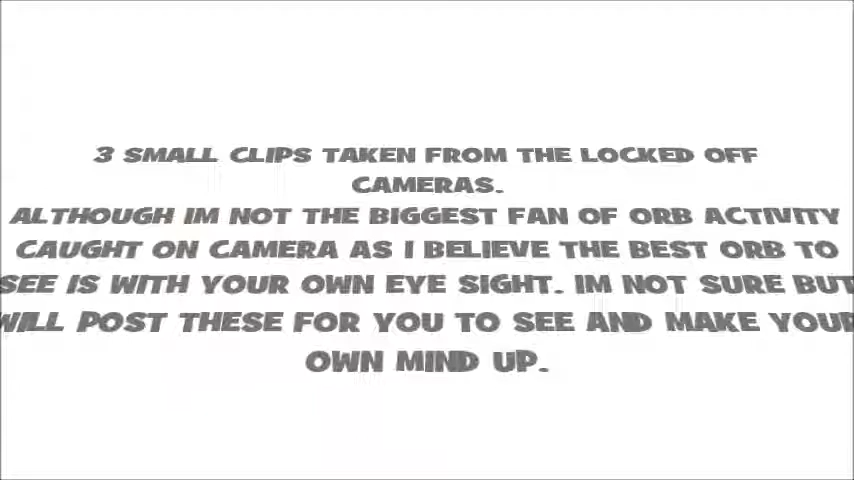 3 SMALL CLIPS TAKEN FROM THE LOCKED OFF
CAMERAS.
ALTHOUGH IM NOT THE BIGGEST FAN OF ORB ACTIVITY
CAUGHT ON CAMERA AS I BELIEVE THE BEST ORB TO
SEE IS WITH YOUR OWN EYE SIGHT. IM NOT SURE BUT
WILL POST THESE FOR YOU TO SEE AND MAKE YOUR
OWN MIND UP.